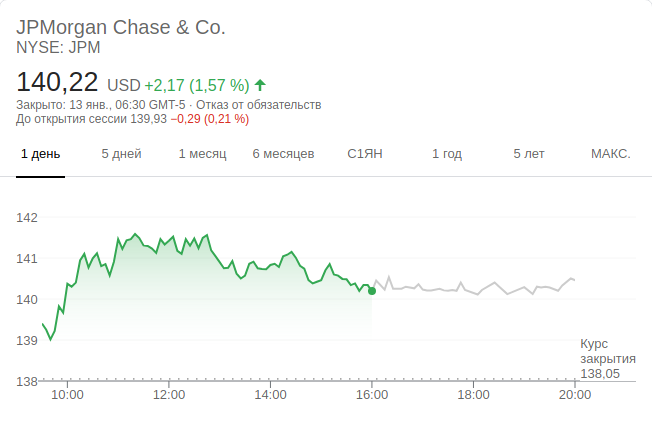 JPMorgan Chase & Co.
NYSE: JPM
140,22 USD +2,17 (1,57 %)
Закрыто: 13 янв., 06:30 GMT-5 · Отказ от обязательств
До открытия сессии 139,93 −0,29 (0,21 %)
1 день 5 дней 1 месяц 6 месяцев С1ЯН 1 год 5 лет МАКС.
142
141
140
139
Курс
закрытия
138,05
138
10:00 12:00 14:00 16:00 18:00 20:00